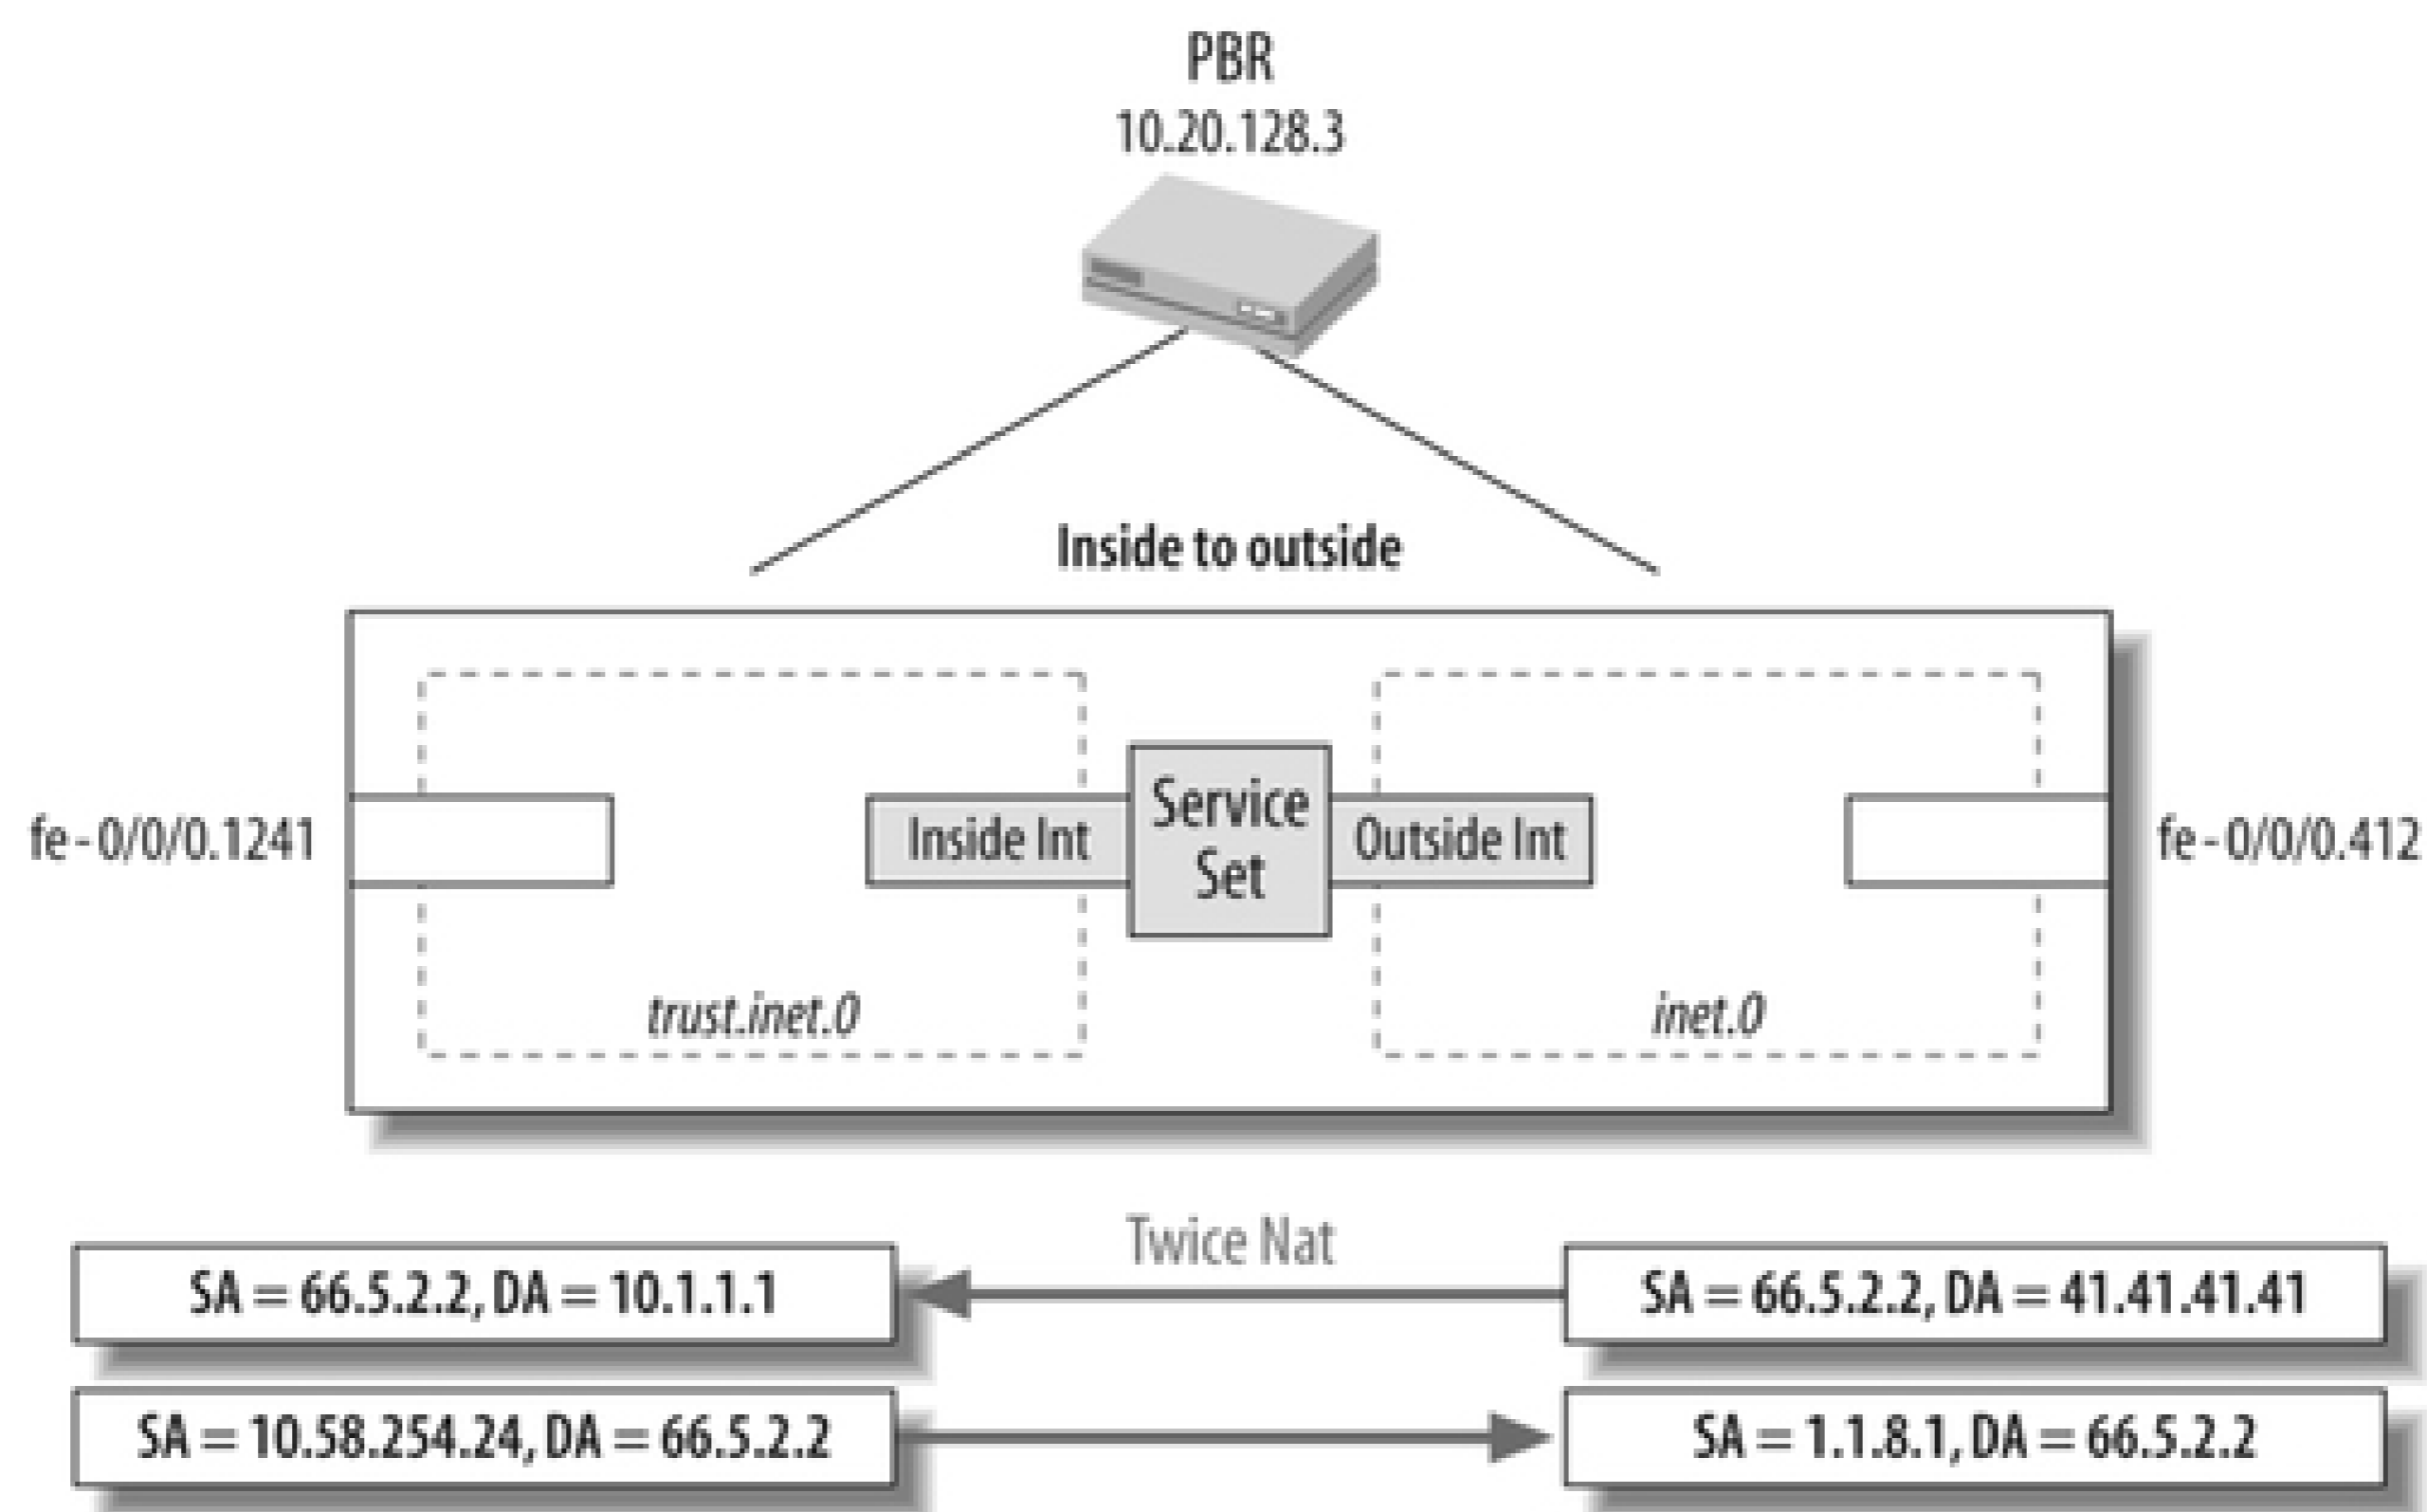 PBR
10.20.128.3
Inside to outside
fe-0/0/0.1241
Inside Int
Service
Set
Outside Int
fe-0/0/0.412
trust.inet.0
inet.0
Twice Nat
SA = 66.5.2.2, DA = 10.1.1.1
SA = 66.5.2.2, DA = 41.41.41.41
SA = 10.58.254.24, DA = 66.5.2.2
SA = 1.1.8.1, DA = 66.5.2.2